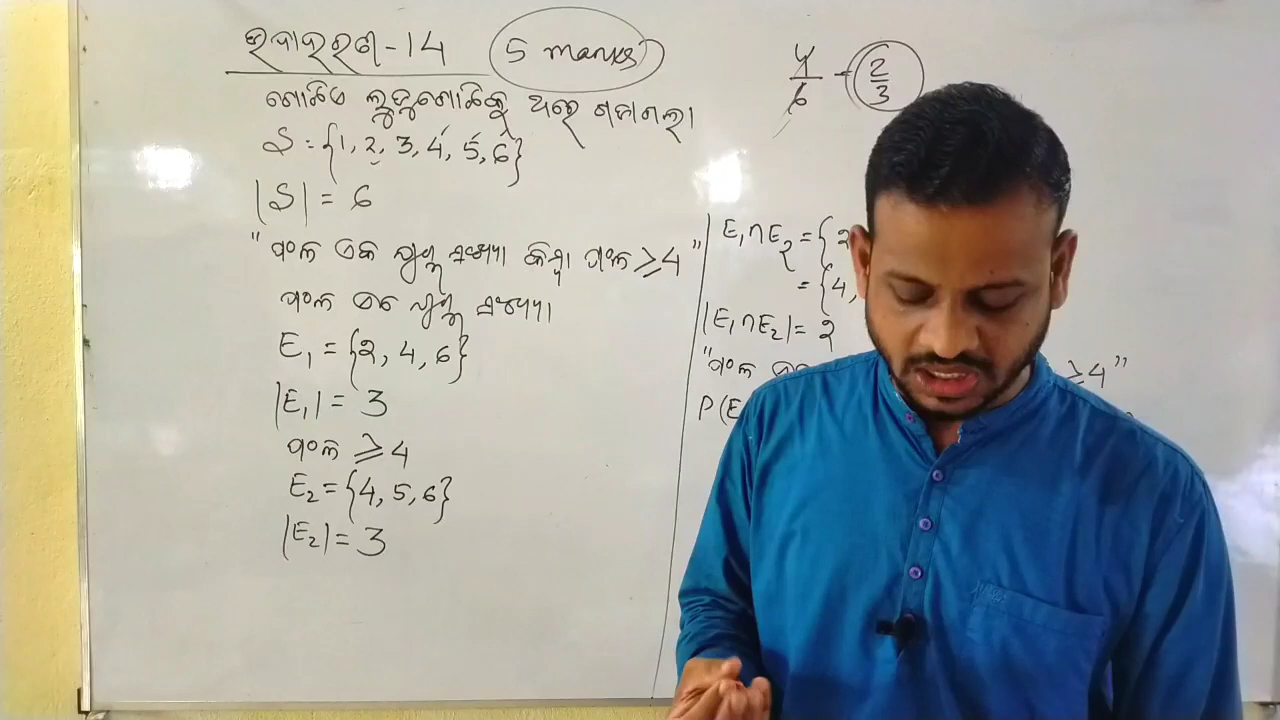 ଉଦାହରଣ-14
5 marks
4/6 = 2/3
ଗୋଟିଏ ଲୁଡୁଗୋଟିକୁ ଥରେ ଗଡାଗଲା
S = {1, 2, 3, 4, 5, 6}
|S| = 6
"ଫଳ ଏକ ଯୁଗ୍ମ ସଂଖ୍ୟା କିମ୍ବା ଫଳ ≥ 4"
ଫଳ ଏକ ଯୁଗ୍ମ ସଂଖ୍ୟା
E₁ = {2, 4, 6}
|E₁| = 3
ଫଳ ≥ 4
E₂ = {4, 5, 6}
|E₂| = 3
E₁∩E₂ = {2
= {4,
|E₁∩E₂| = 2
"ଫଳ ≥4"
P(E